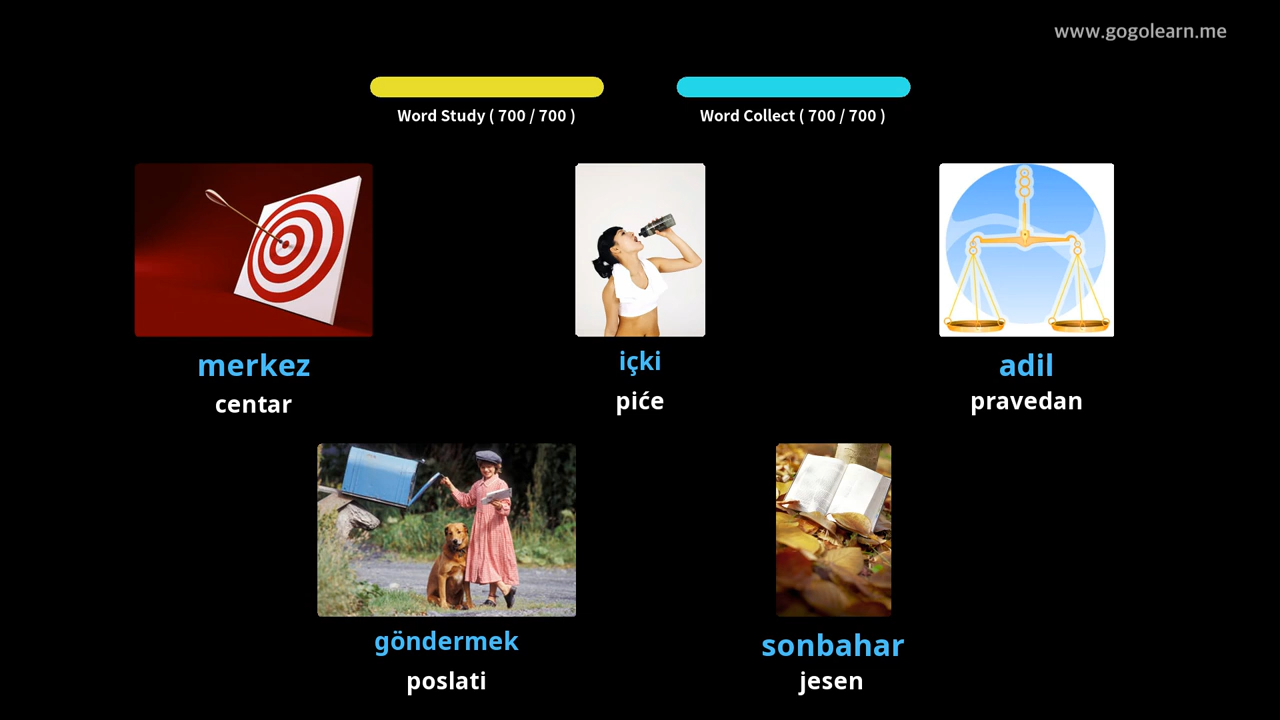 www.gogolearn.me
Word Study ( 700 / 700 )
Word Collect ( 700 / 700 )
merkez
centar
içki
piće
adil
pravedan
göndermek
poslati
sonbahar
jesen